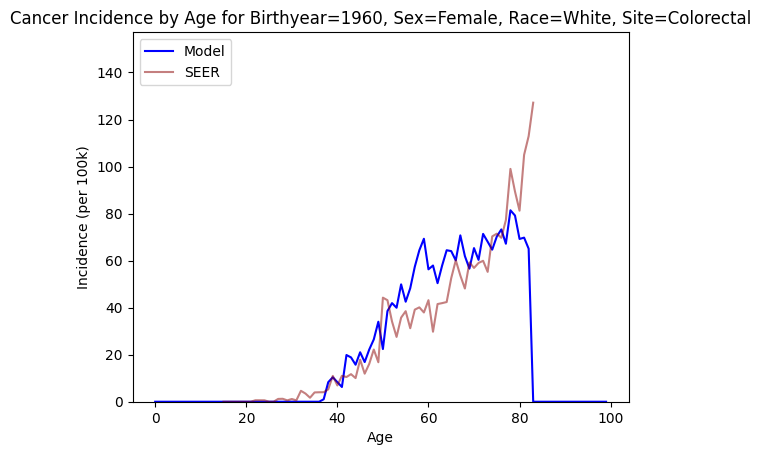 Cancer Incidence by Age for Birthyear=1960, Sex=Female, Race=White, Site=Colorectal
Model
SEER
Incidence (per 100k)
140
120
100
80
60
40
20
0
0 20 40 60 80 100
Age